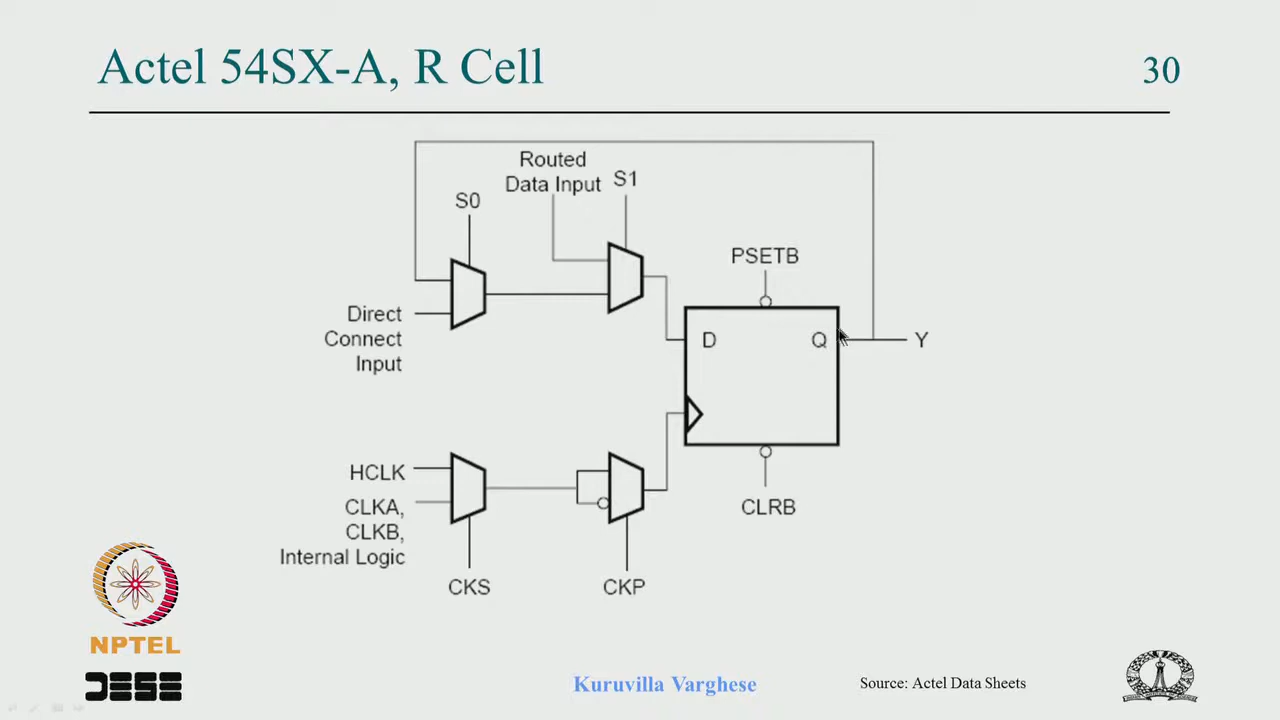 Actel 54SX-A, R Cell
30
Routed
Data Input
S1
S0
PSETB
Direct
Connect
Input
D
Q
Y
HCLK
CLKA,
CLKB,
Internal Logic
CLRB
CKS
CKP
NPTEL
DESE
Kuruvilla Varghese
Source: Actel Data Sheets